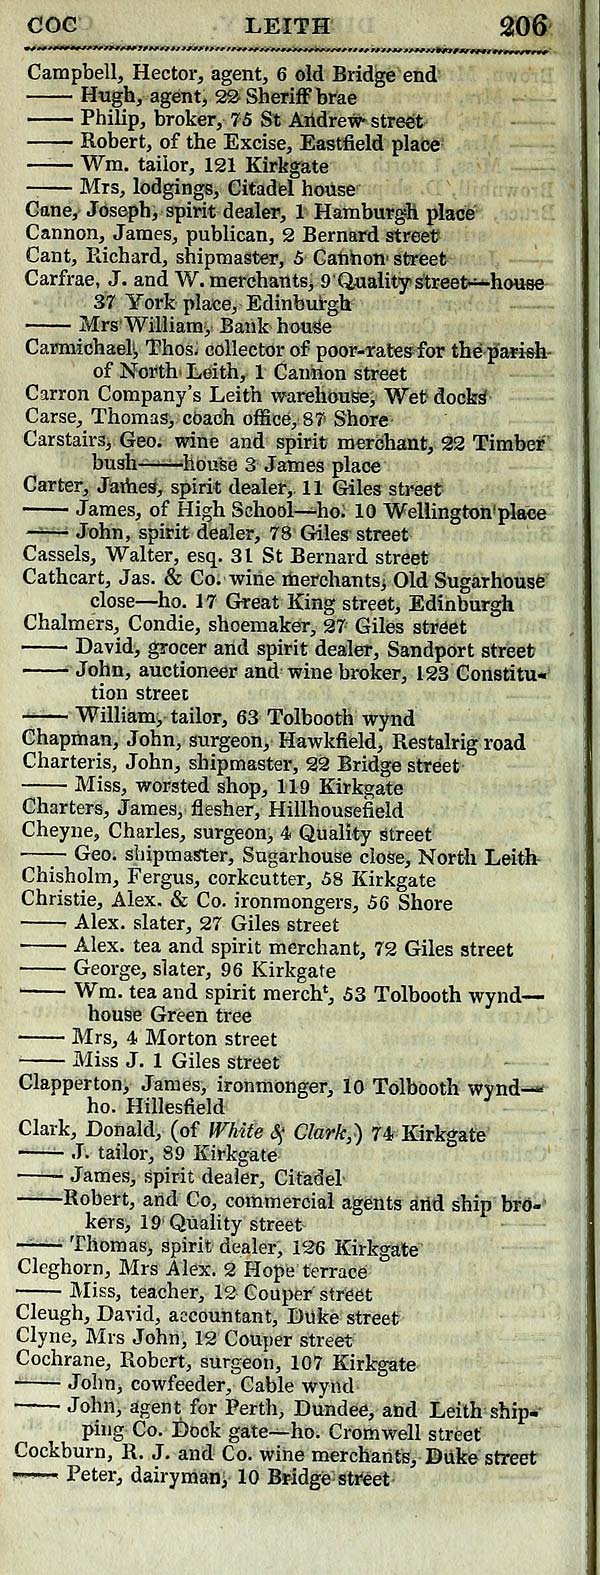 COC LEITH 206
Campbell, Hector, agent, 6 old Bridge end
—— Hugh, agent, 22 Sheriff brae
—— Philip, broker, 75 St Andrew street
—— Robert, of the Excise, Eastfield place
—— Wm. tailor, 121 Kirkgate
—— Mrs, lodgings, Citadel house
Cane, Joseph, spirit dealer, 1 Hamburgh place
Cannon, James, publican, 2 Bernard street
Cant, Richard, shipmaster, 5 Cannon street
Carfrae, J. and W. merchants, 9 Quality street—house
37 York place, Edinburgh
—— Mrs William, Bank house
Carmichael, Thos. collector of poor-rates for the parish
of North Leith, 1 Cannon street
Carron Company's Leith warehouse, Wet docks
Carse, Thomas, coach office, 87 Shore
Carstairs, Geo. wine and spirit merchant, 22 Timber
bush——house 3 James place
Carter, James, spirit dealer, 11 Giles street
—— James, of High School—ho. 10 Wellington place
—— John, spirit dealer, 78 Giles street
Cassels, Walter, esq. 31 St Bernard street
Cathcart, Jas. & Co. wine merchants, Old Sugarhouse
close—ho. 17 Great King street, Edinburgh
Chalmers, Condie, shoemaker, 27 Giles street
—— David, grocer and spirit dealer, Sandport street
—— John, auctioneer and wine broker, 123 Constitu-
tion street
—— William, tailor, 63 Tolbooth wynd
Chapman, John, surgeon, Hawkfield, Restalrig road
Charteris, John, shipmaster, 22 Bridge street
—— Miss, worsted shop, 119 Kirkgate
Charters, James, flesher, Hillhousefield
Cheyne, Charles, surgeon, 4 Quality street
—— Geo. shipmaster, Sugarhouse close, North Leith
Chisholm, Fergus, corkcutter, 58 Kirkgate
Christie, Alex. & Co. ironmongers, 56 Shore
—— Alex. slater, 27 Giles street
—— Alex. tea and spirit merchant, 72 Giles street
—— George, slater, 96 Kirkgate
—— Wm. tea and spirit mercht, 53 Tolbooth wynd—
house Green tree
—— Mrs, 4 Morton street
—— Miss J. 1 Giles street
Clapperton, James, ironmonger, 10 Tolbooth wynd—
ho. Hillesfield
Clark, Donald, (of White & Clark,) 74 Kirkgate
—— J. tailor, 89 Kirkgate
—— James, spirit dealer, Citadel
——Robert, and Co, commercial agents and ship bro-
kers, 19 Quality street
—— Thomas, spirit dealer, 126 Kirkgate
Cleghorn, Mrs Alex. 2 Hope terrace
—— Miss, teacher, 12 Couper street
Cleugh, David, accountant, Duke street
Clyne, Mrs John, 12 Couper street
Cochrane, Robert, surgeon, 107 Kirkgate
—— John, cowfeeder, Cable wynd
—— John, agent for Perth, Dundee, and Leith ship-
ping Co. Dock gate—ho. Cromwell street
Cockburn, R. J. and Co. wine merchants, Duke street
—— Peter, dairyman, 10 Bridge street